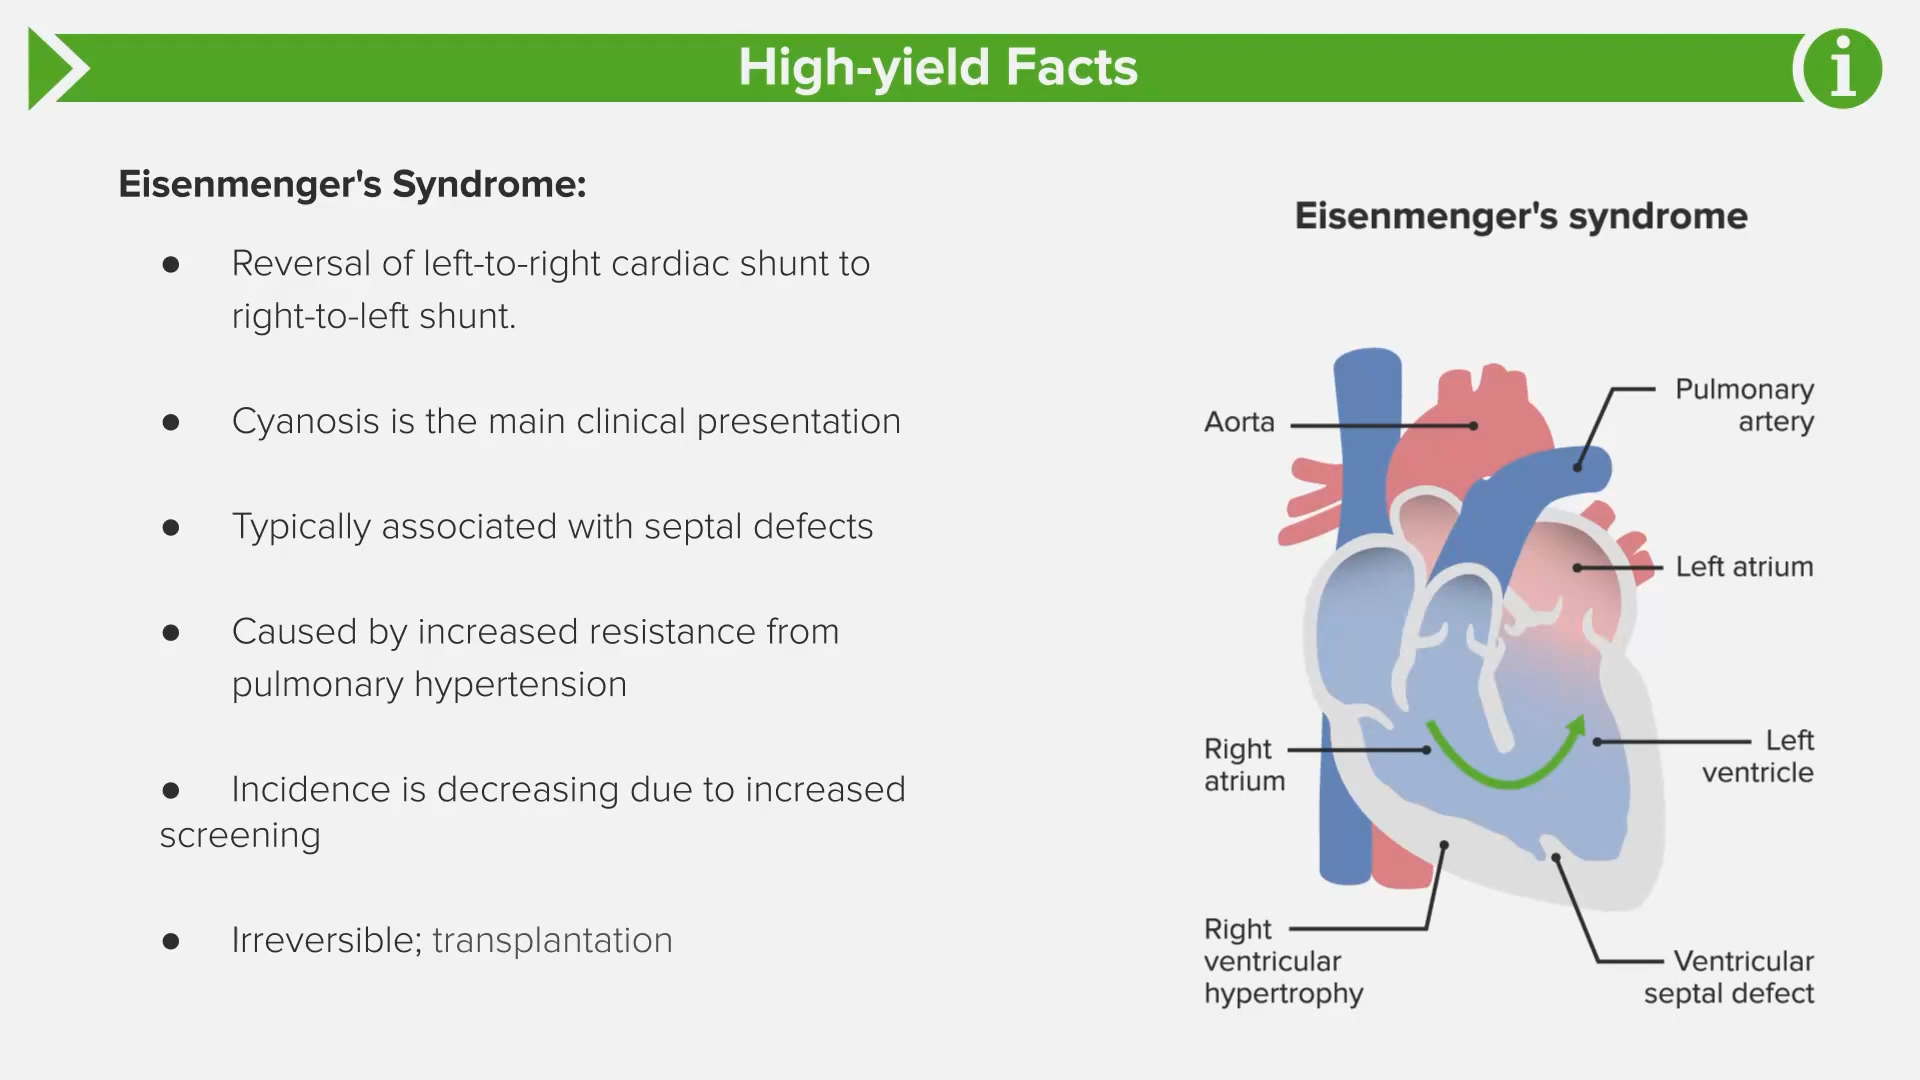 High-yield Facts
i
Eisenmenger's Syndrome:
● Reversal of left-to-right cardiac shunt to
right-to-left shunt.
● Cyanosis is the main clinical presentation
● Typically associated with septal defects
● Caused by increased resistance from
pulmonary hypertension
● Incidence is decreasing due to increased
screening
● Irreversible; transplantation
Eisenmenger's syndrome
Aorta
Pulmonary
artery
Left atrium
Right
atrium
Left
ventricle
Right
ventricular
hypertrophy
Ventricular
septal defect